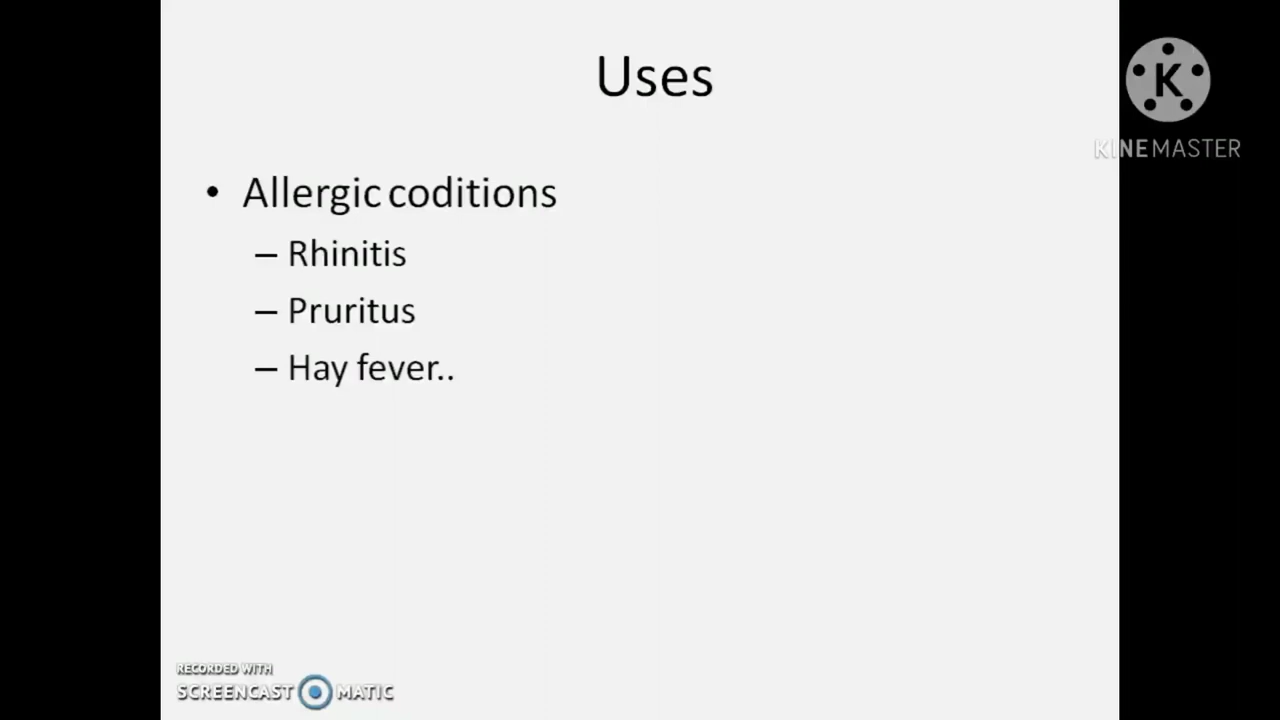 Uses
K
KINEMASTER
• Allergic coditions
– Rhinitis
– Pruritus
– Hay fever..
RECORDED WITH
SCREENCAST MATIC